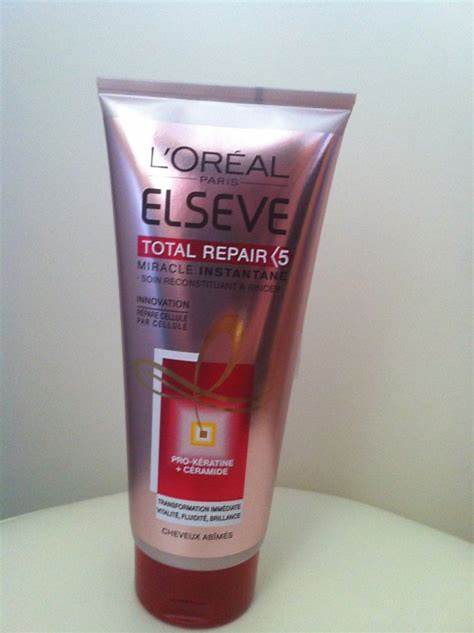 L'ORÉAL
PARIS
ELSEVE
TOTAL REPAIR 5
MIRACLE INSTANTANÉ
- SOIN RECONSTITUANT À RINCER -
INNOVATION
RÉPARE CELLULE
PAR CELLULE
PRO-KÉRATINE
+ CÉRAMIDE
TRANSFORMATION IMMÉDIATE
VITALITÉ, FLUIDITÉ, BRILLANCE
CHEVEUX ABÎMÉS